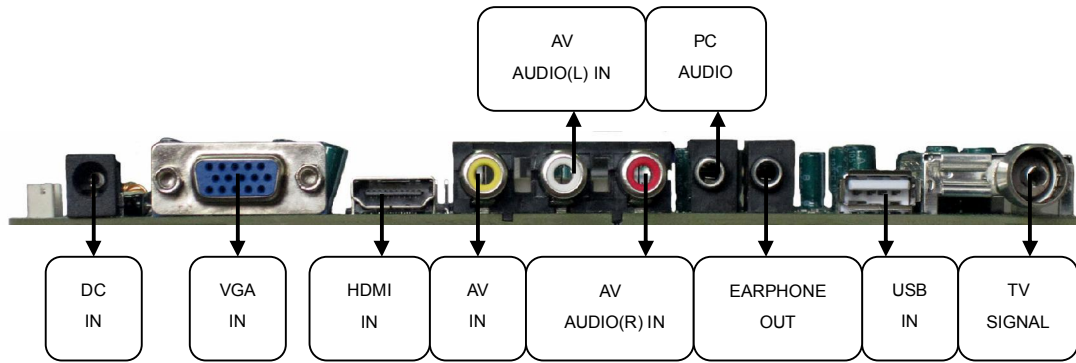 AV
AUDIO(L) IN
PC
AUDIO
DC
IN
VGA
IN
HDMI
IN
AV
IN
AV
AUDIO(R) IN
EARPHONE
OUT
USB
IN
TV
SIGNAL